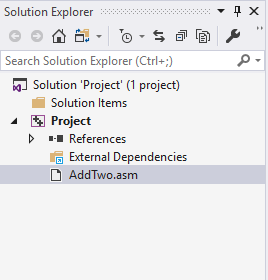 Solution Explorer
Search Solution Explorer (Ctrl+;)
Solution 'Project' (1 project)
Solution Items
Project
References
External Dependencies
AddTwo.asm